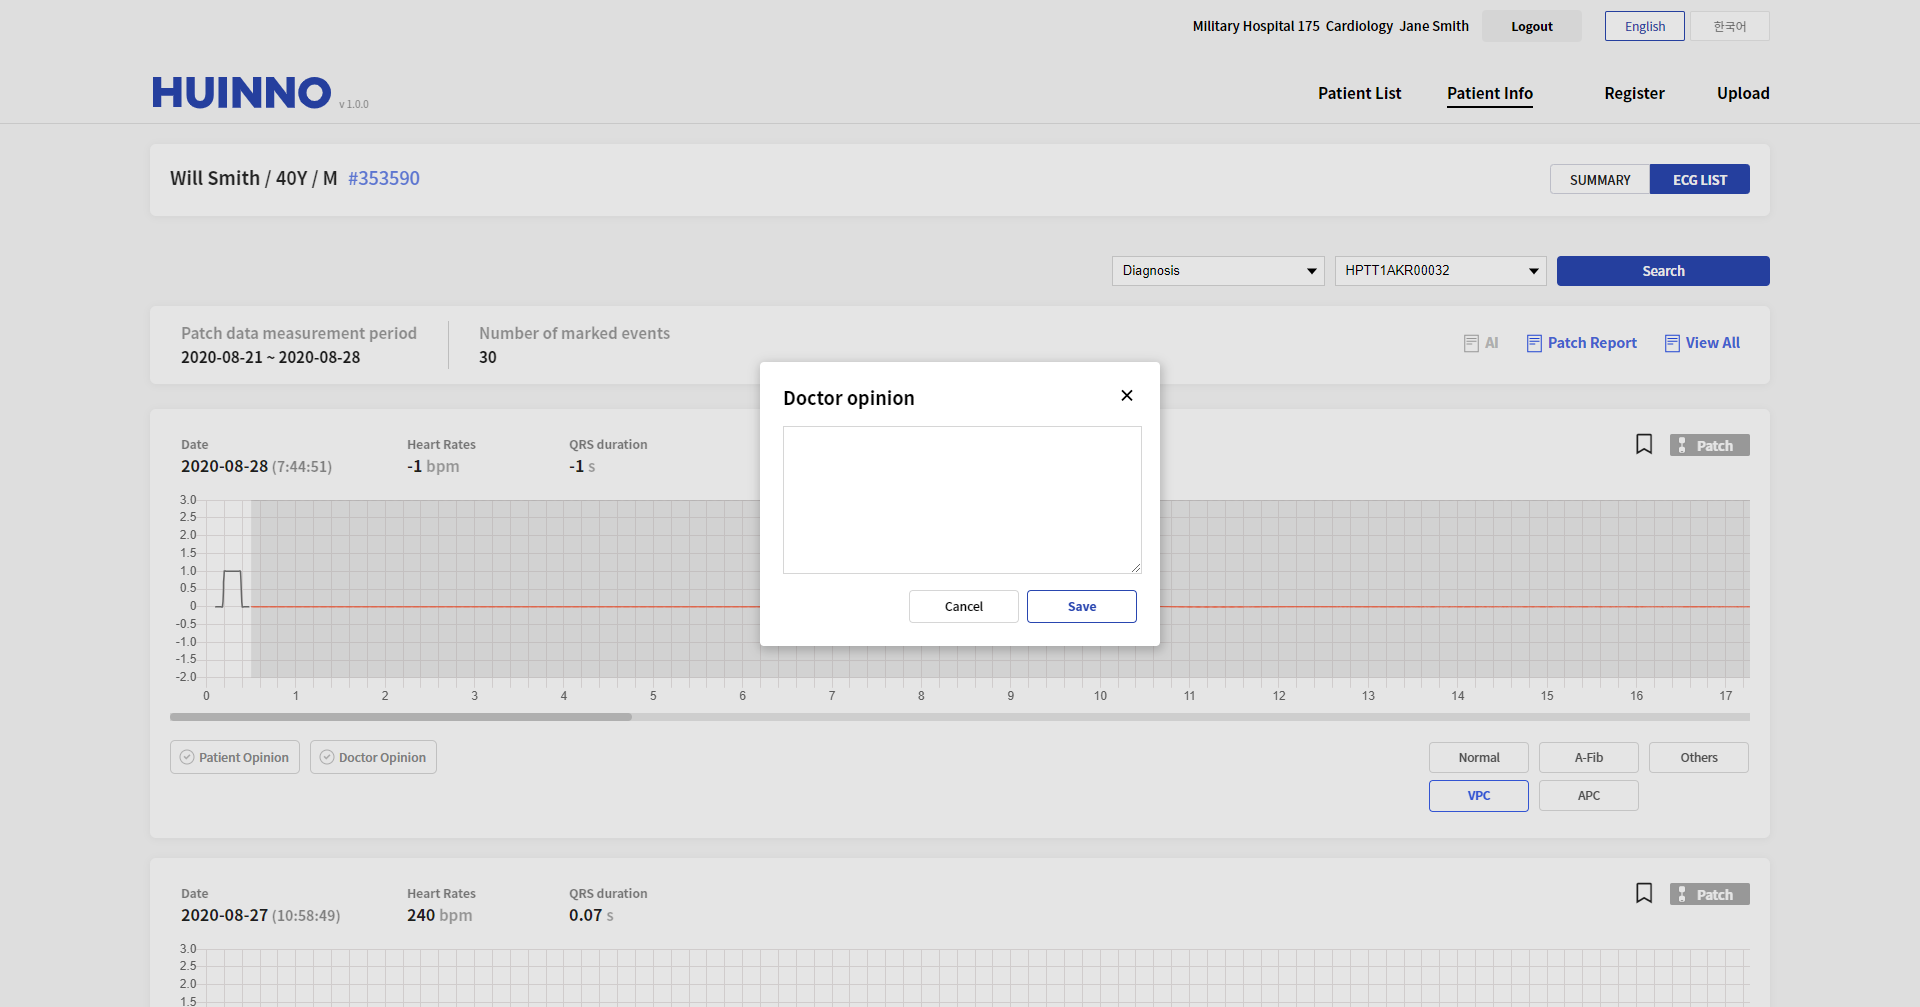 Military Hospital 175 Cardiology Jane Smith Logout English 한국어
HUINNO v 1.0.0 Patient List Patient Info Register Upload
Will Smith / 40Y / M #353590 SUMMARY ECG LIST
Diagnosis HPTT1AKR00032 Search
Patch data measurement period Number of marked events
2020-08-21 ~ 2020-08-28 30
AI Patch Report View All
Doctor opinion
Cancel Save
Date Heart Rates QRS duration
2020-08-28 (7:44:51) -1 bpm -1 s
Patch
3.0
2.5
2.0
1.5
1.0
0.5
0
-0.5
-1.0
-1.5
-2.0
0 1 2 3 4 5 6 7 8 9 10 11 12 13 14 15 16 17
Patient Opinion Doctor Opinion Normal A-Fib Others
VPC APC
Date Heart Rates QRS duration
2020-08-27 (10:58:49) 240 bpm 0.07 s
Patch
3.0
2.5
2.0
1.5